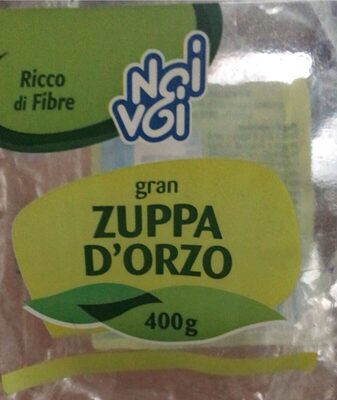 Ricco
di Fibre
Noi
Voi
gran
ZUPPA
D'ORZO
400g